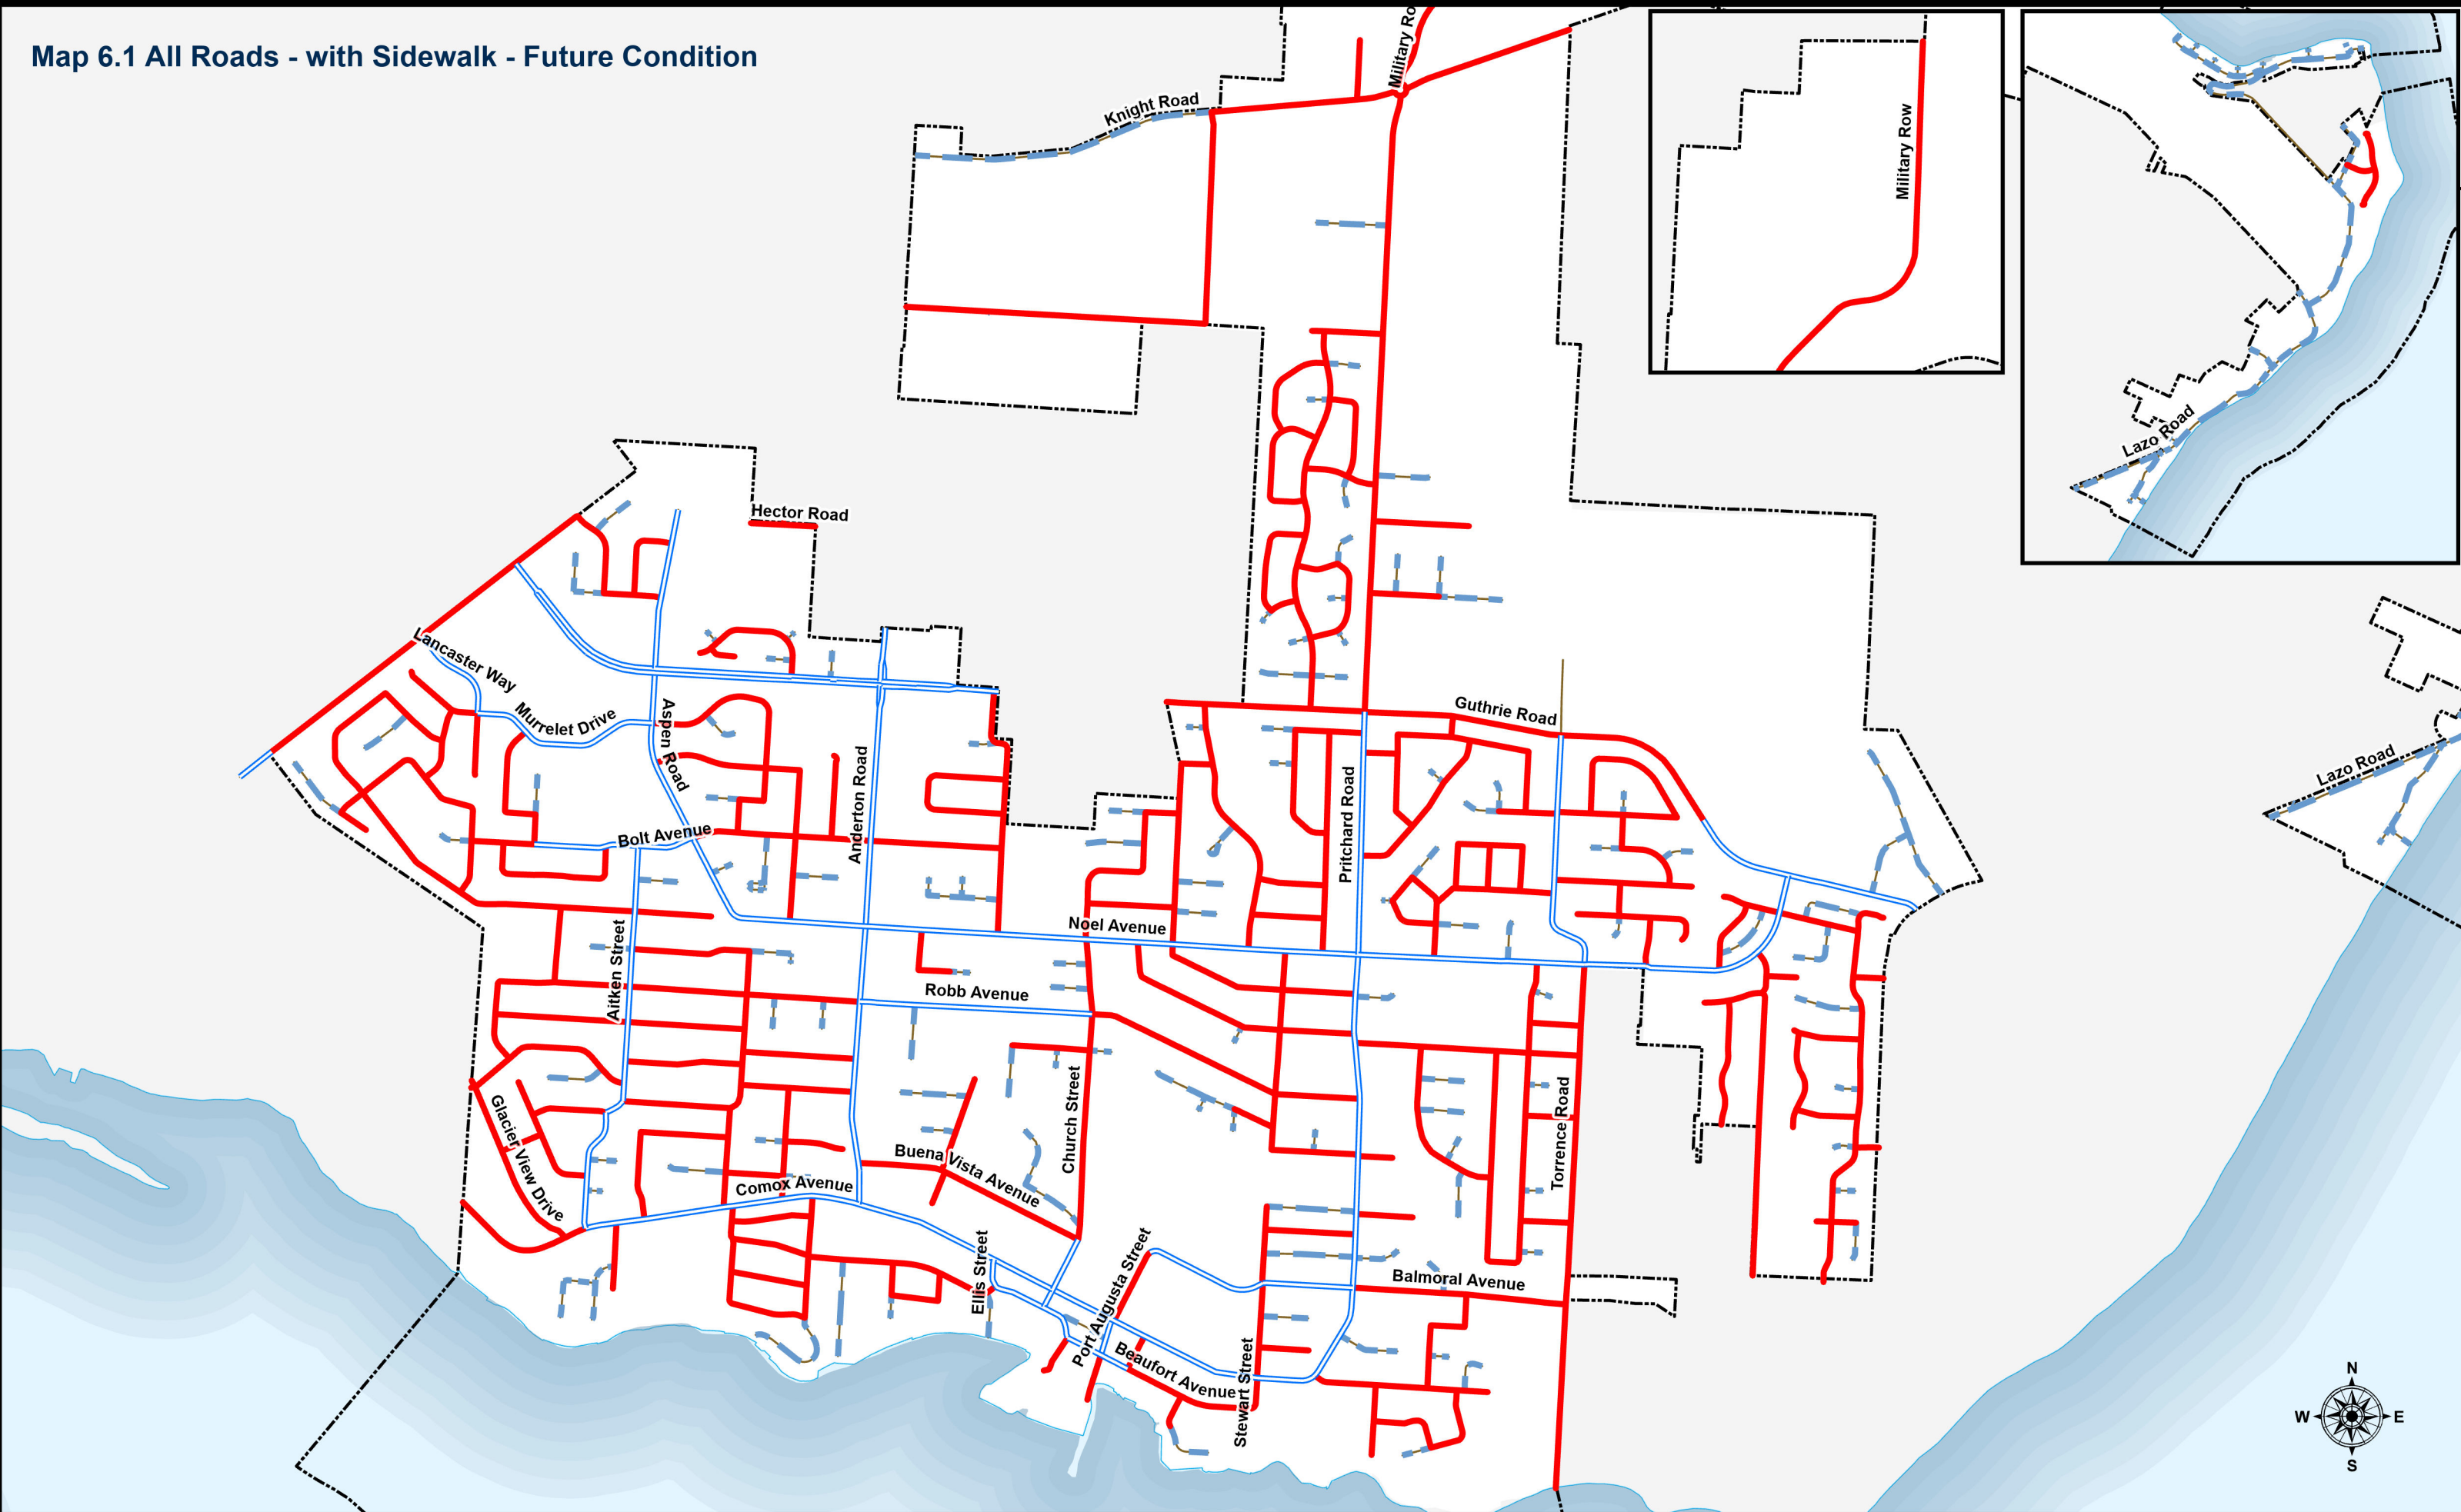 Map 6.1 All Roads - with Sidewalk - Future Condition
Military Ro
Knight Road
Military Row
Lazo Road
Hector Road
Lancaster Way
Murrelet Drive
Aspen Road
Guthrie Road
Lazo Road
Anderton Road
Pritchard Road
Bolt Avenue
Noel Avenue
Aitken Street
Robb Avenue
Church Street
Torrence Road
Glacier View Drive
Buena Vista Avenue
Comox Avenue
Ellis Street
Port Augusta Street
Balmoral Avenue
Beaufort Avenue
Stewart Street
N
W
E
S